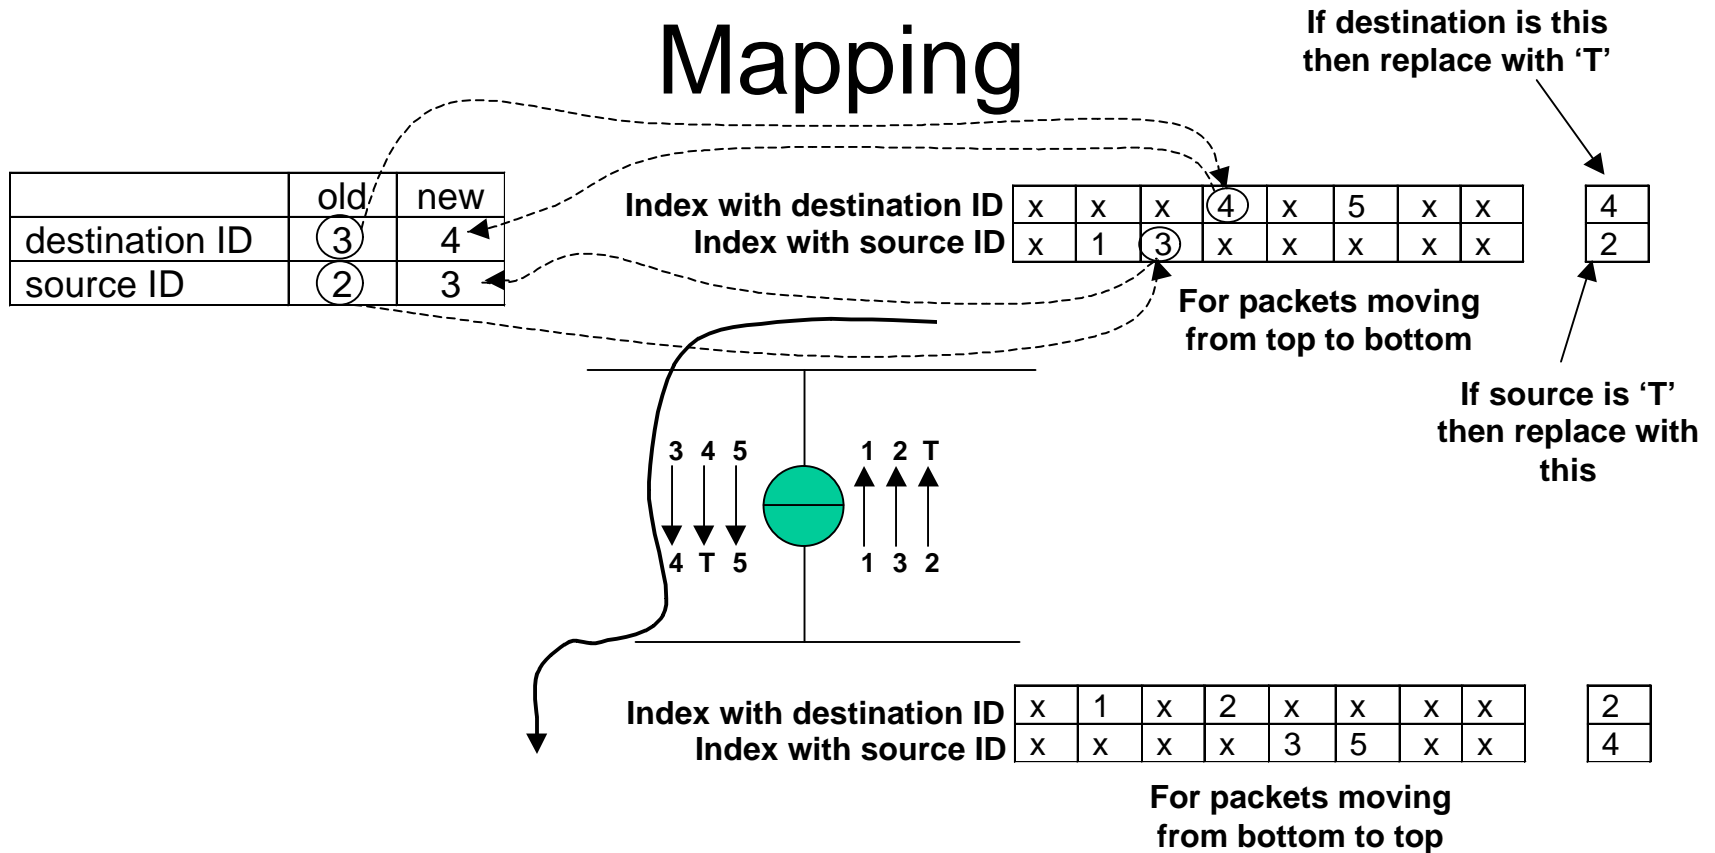 Mapping
If destination is this
then replace with ‘T’
old new
destination ID 3 4
source ID 2 3
Index with destination ID x x x 4 x 5 x x 4
Index with source ID x 1 3 x x x x x 2
For packets moving
from top to bottom
If source is ‘T’
then replace with
this
3 4 5 1 2 T
4 T 5 1 3 2
Index with destination ID x 1 x 2 x x x x 2
Index with source ID x x x x 3 5 x x 4
For packets moving
from bottom to top